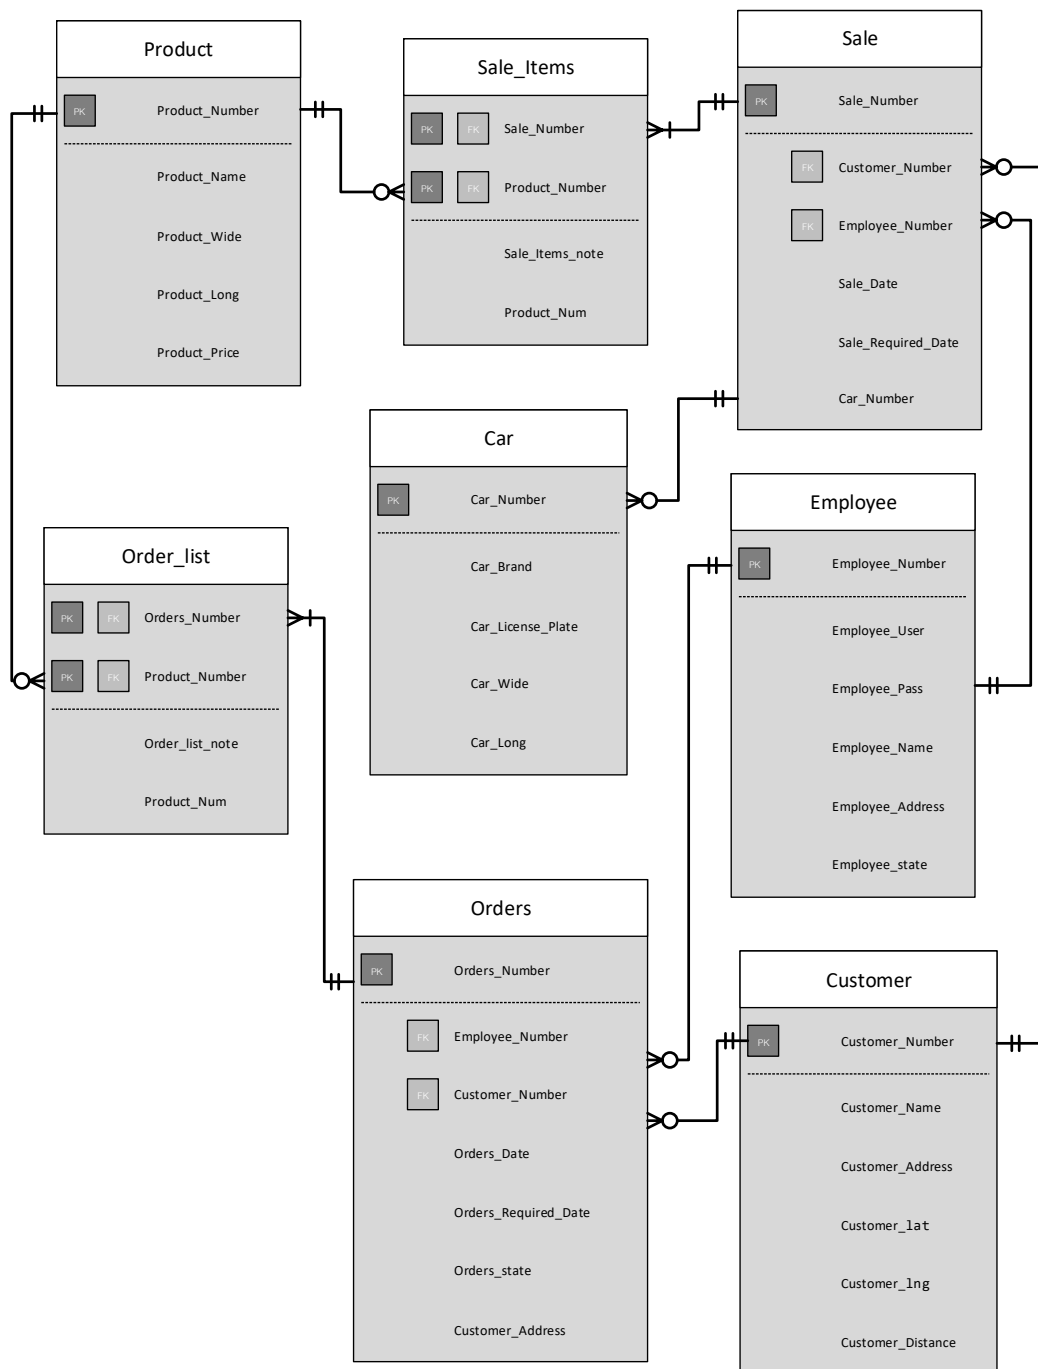 Product
PK Product_Number
Product_Name
Product_Wide
Product_Long
Product_Price
Sale_Items
PK FK Sale_Number
PK FK Product_Number
Sale_Items_note
Product_Num
Sale
PK Sale_Number
FK Customer_Number
FK Employee_Number
Sale_Date
Sale_Required_Date
Car_Number
Car
PK Car_Number
Car_Brand
Car_License_Plate
Car_Wide
Car_Long
Employee
PK Employee_Number
Employee_User
Employee_Pass
Employee_Name
Employee_Address
Employee_state
Order_list
PK FK Orders_Number
PK FK Product_Number
Order_list_note
Product_Num
Orders
PK Orders_Number
FK Employee_Number
FK Customer_Number
Orders_Date
Orders_Required_Date
Orders_state
Customer_Address
Customer
PK Customer_Number
Customer_Name
Customer_Address
Customer_lat
Customer_lng
Customer_Distance